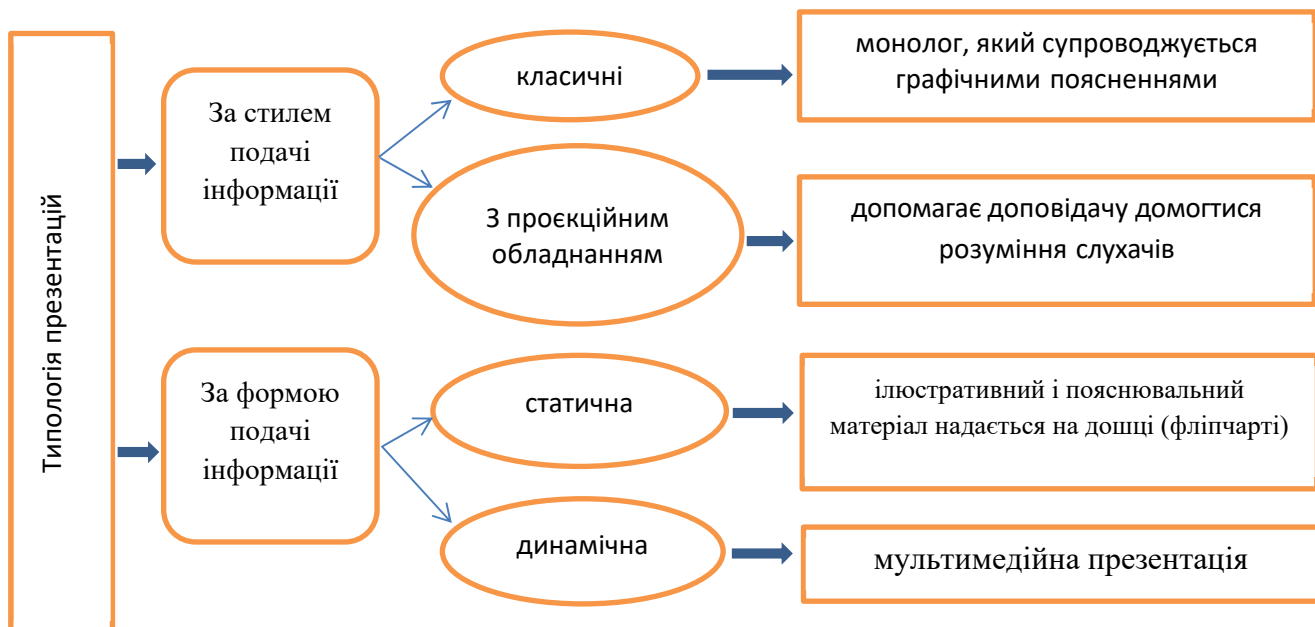 Типологія презентацій
За стилем
подачі
інформації
класичні
монолог, який супроводжується
графічними поясненнями
З проєкційним
обладнанням
допомагає доповідачу домогтися
розуміння слухачів
За формою
подачі
інформації
статична
ілюстративний і пояснювальний
матеріал надається на дошці (фліпчарті)
динамічна
мультимедійна презентація